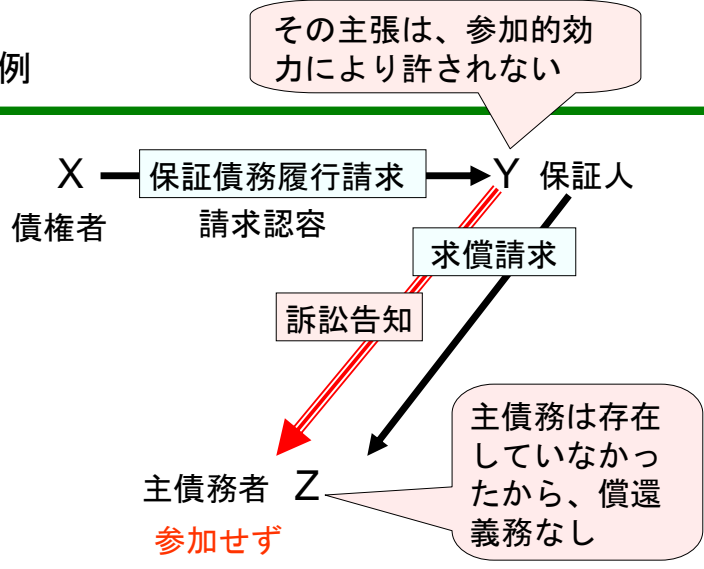 例
その主張は、参加的効
力により許されない
X 保証債務履行請求 Y 保証人
債権者 請求認容
求償請求
訴訟告知
主債務は存在
していなかっ
たから、償還
義務なし
主債務者 Z
参加せず